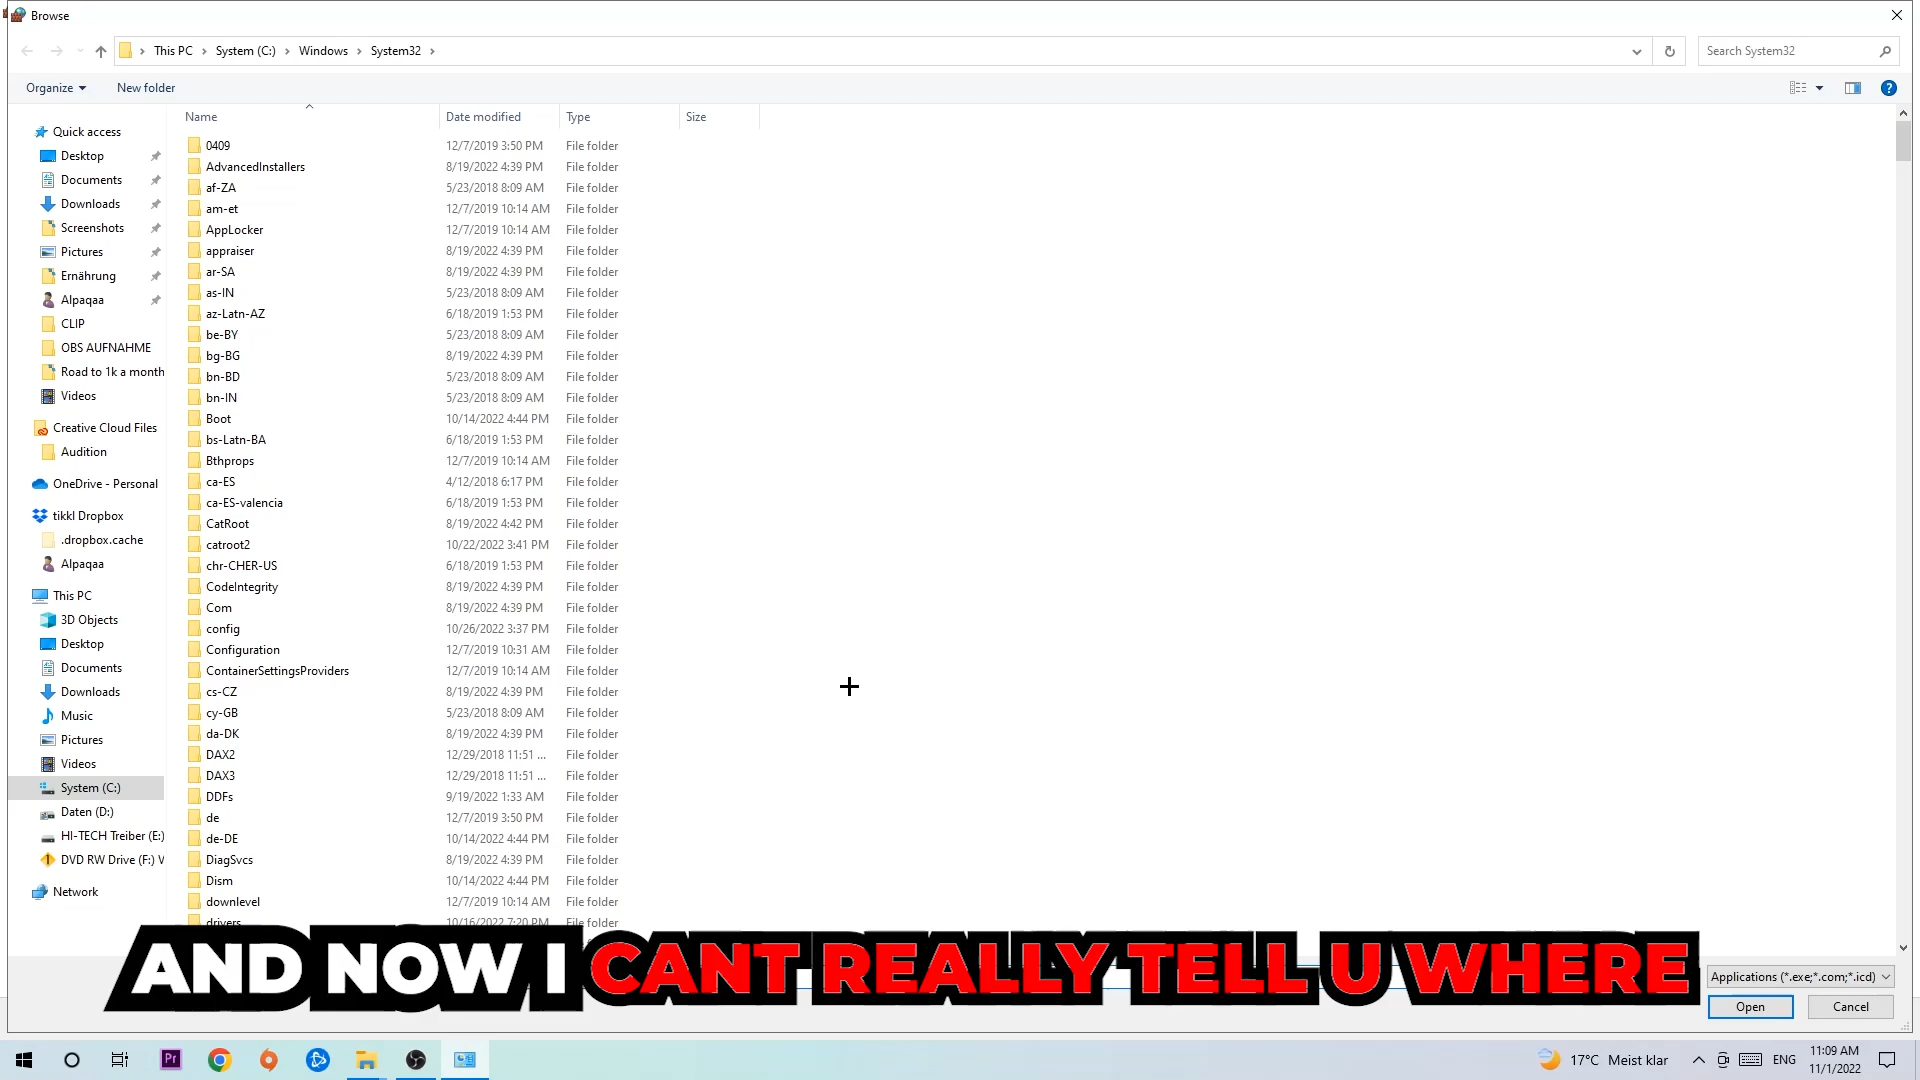 Browse
This PC > System (C:) > Windows > System32 >
Search System32
Organize
New folder
Name Date modified Type Size
Quick access
Desktop
Documents
Downloads
Screenshots
Pictures
Ernährung
Alpaqaa
CLIP
OBS AUFNAHME
Road to 1k a month
Videos
Creative Cloud Files
Audition
OneDrive - Personal
tikkl Dropbox
.dropbox.cache
Alpaqaa
This PC
3D Objects
Desktop
Documents
Downloads
Music
Pictures
Videos
System (C:)
Daten (D:)
HI-TECH Treiber (E:)
DVD RW Drive (F:) V
Network
0409 12/7/2019 3:50 PM File folder
AdvancedInstallers 8/19/2022 4:39 PM File folder
af-ZA 5/23/2018 8:09 AM File folder
am-et 12/7/2019 10:14 AM File folder
AppLocker 12/7/2019 10:14 AM File folder
appraiser 8/19/2022 4:39 PM File folder
ar-SA 8/19/2022 4:39 PM File folder
as-IN 5/23/2018 8:09 AM File folder
az-Latn-AZ 6/18/2019 1:53 PM File folder
be-BY 5/23/2018 8:09 AM File folder
bg-BG 8/19/2022 4:39 PM File folder
bn-BD 5/23/2018 8:09 AM File folder
bn-IN 5/23/2018 8:09 AM File folder
Boot 10/14/2022 4:44 PM File folder
bs-Latn-BA 6/18/2019 1:53 PM File folder
Bthprops 12/7/2019 10:14 AM File folder
ca-ES 4/12/2018 6:17 PM File folder
ca-ES-valencia 6/18/2019 1:53 PM File folder
CatRoot 8/19/2022 4:42 PM File folder
catroot2 10/22/2022 3:41 PM File folder
chr-CHER-US 6/18/2019 1:53 PM File folder
CodeIntegrity 8/19/2022 4:39 PM File folder
Com 8/19/2022 4:39 PM File folder
config 10/26/2022 3:37 PM File folder
Configuration 12/7/2019 10:31 AM File folder
ContainerSettingsProviders 12/7/2019 10:14 AM File folder
cs-CZ 8/19/2022 4:39 PM File folder
cy-GB 5/23/2018 8:09 AM File folder
da-DK 8/19/2022 4:39 PM File folder
DAX2 12/29/2018 11:51 ... File folder
DAX3 12/29/2018 11:51 ... File folder
DDFs 9/19/2022 1:33 AM File folder
de 12/7/2019 3:50 PM File folder
de-DE 10/14/2022 4:44 PM File folder
DiagSvcs 8/19/2022 4:39 PM File folder
Dism 10/14/2022 4:44 PM File folder
downlevel 12/7/2019 10:14 AM File folder
drivers 10/16/2022 7:20 PM File folder
AND NOW I CANT REALLY TELL U WHERE
Applications (*.exe;*.com;*.icd)
Open
Cancel
Pr
17°C Meist klar
ENG
11:09 AM
11/1/2022